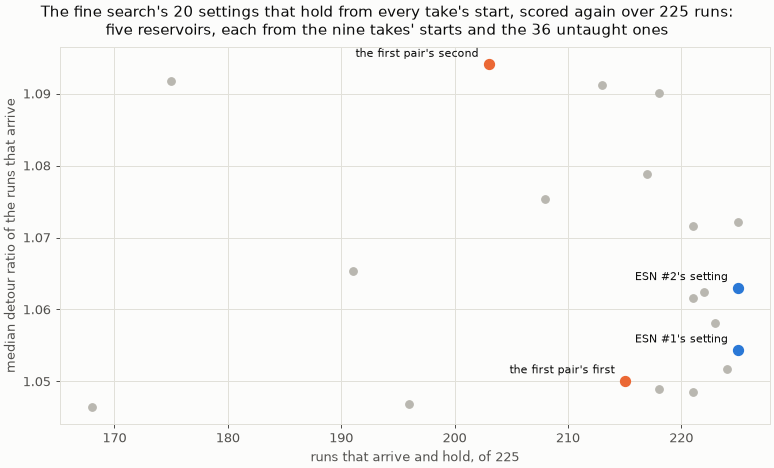 The fine search's 20 settings that hold from every take's start, scored again over 225 runs:
five reservoirs, each from the nine takes' starts and the 36 untaught ones
median detour ratio of the runs that arrive
1.09
1.08
1.07
1.06
1.05
the first pair's second
ESN #2's setting
ESN #1's setting
the first pair's first
170
180
190
200
210
220
runs that arrive and hold, of 225